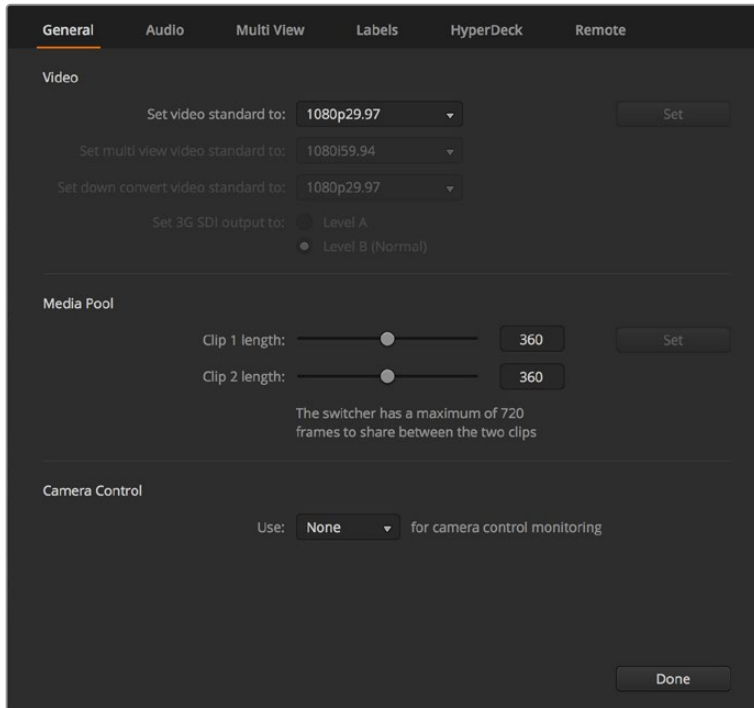 General Audio Multi View Labels HyperDeck Remote
Video
Set video standard to: 1080p29.97 Set
Set multi view video standard to: 1080i59.94
Set down convert video standard to: 1080p29.97
Set 3G SDI output to: Level A
Level B (Normal)
Media Pool
Clip 1 length: 360 Set
Clip 2 length: 360
The switcher has a maximum of 720
frames to share between the two clips
Camera Control
Use: None for camera control monitoring
Done